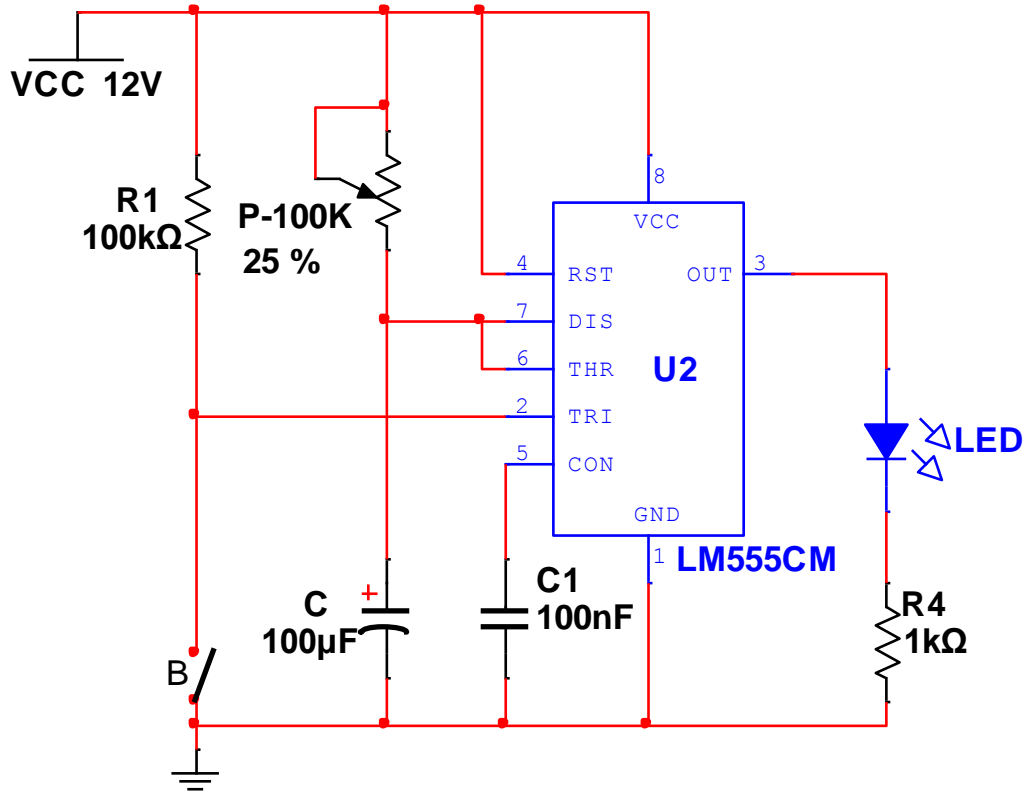 VCC 12V
R1
100kΩ
P-100K
25 %
8
VCC
4
RST
OUT
3
7
DIS
6
THR
U2
2
TRI
5
CON
LED
GND
1
LM555CM
+
C
100µF
C1
100nF
R4
1kΩ
B